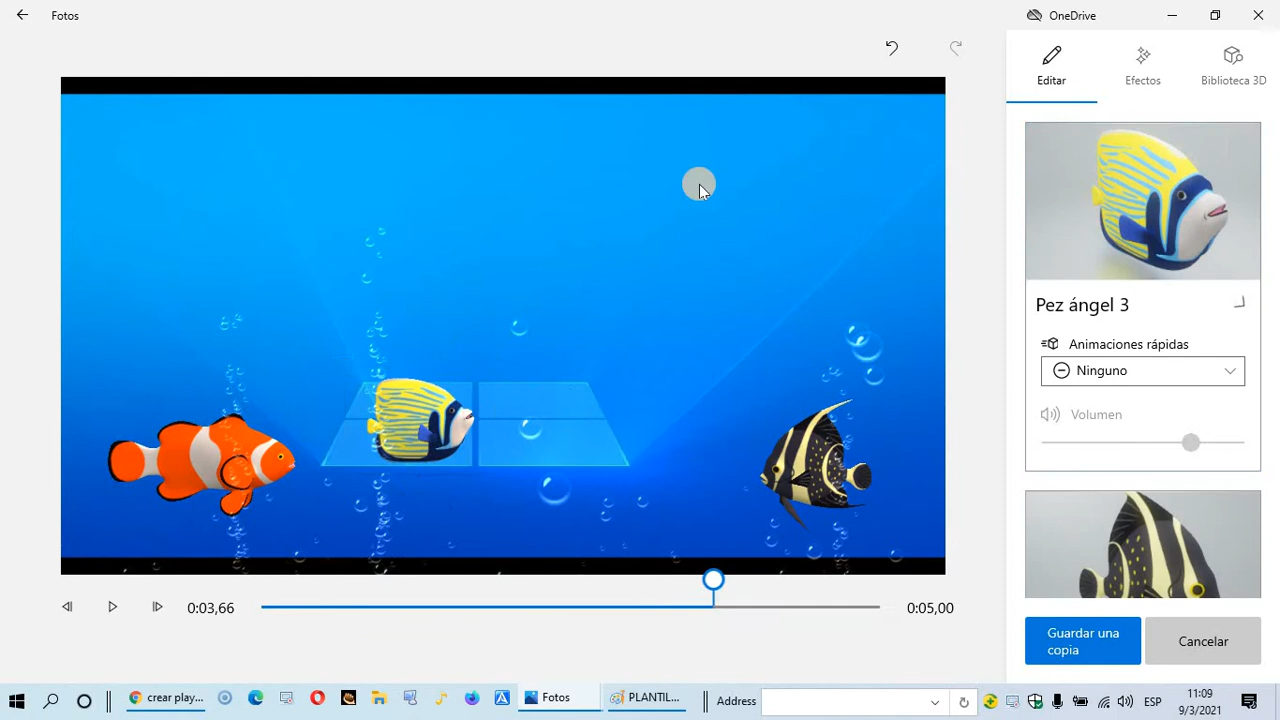 Fotos
OneDrive
Editar
Efectos
Biblioteca 3D
Pez ángel 3
Animaciones rápidas
Ninguno
Volumen
0:03,66
0:05,00
Guardar una
copia
Cancelar
crear play...
Fotos
PLANTIL...
Address
ESP
11:09
9/3/2021